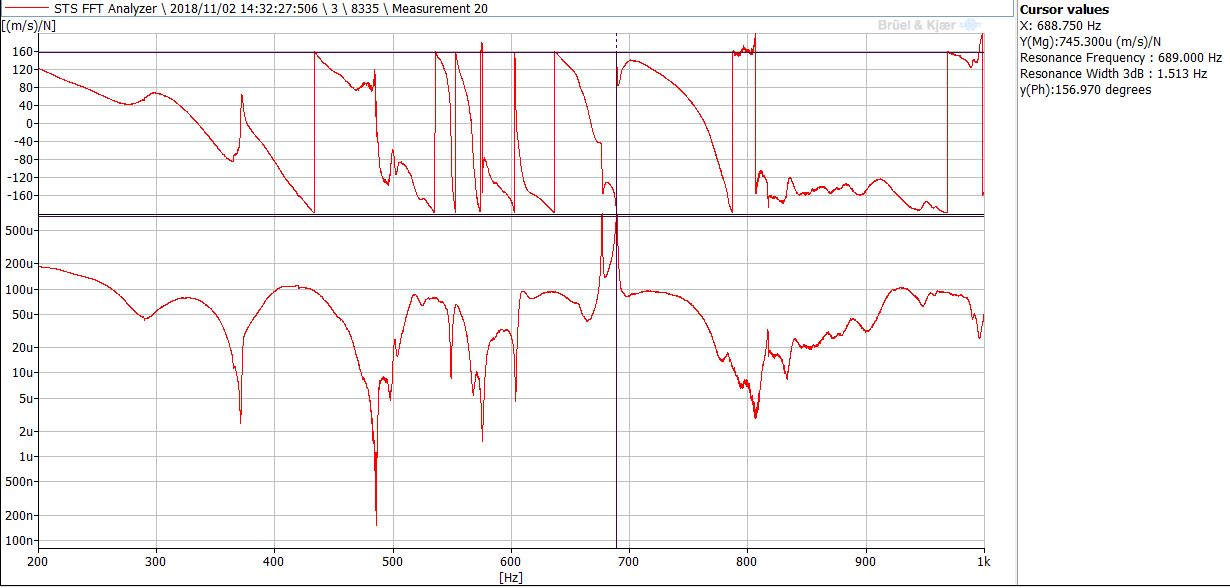 STS FFT Analyzer \ 2018/11/02 14:32:27:506 \ 3 \ 8335 \ Measurement 20
[(m/s)/N]
Brüel & Kjær
160
120
80
40
0
-40
-80
-120
-160
500u
200u
100u
50u
20u
10u
5u
2u
1u
500n
200n
100n
200
300
400
500
600
700
800
900
1k
[Hz]
Cursor values
X: 688.750 Hz
Y(Mg):745.300u (m/s)/N
Resonance Frequency : 689.000 Hz
Resonance Width 3dB : 1.513 Hz
y(Ph):156.970 degrees